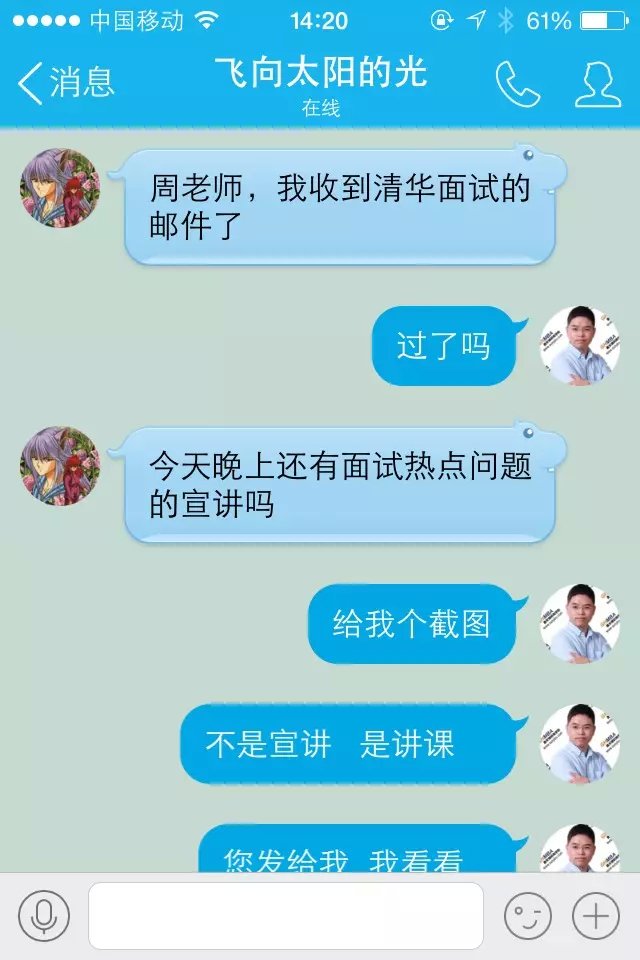 中国移动 14:20 61%
消息
飞向太阳的光
在线
周老师，我收到清华面试的
邮件了
过了吗
今天晚上还有面试热点问题
的宣讲吗
给我个截图
不是宣讲 是讲课
您发给我 我看看